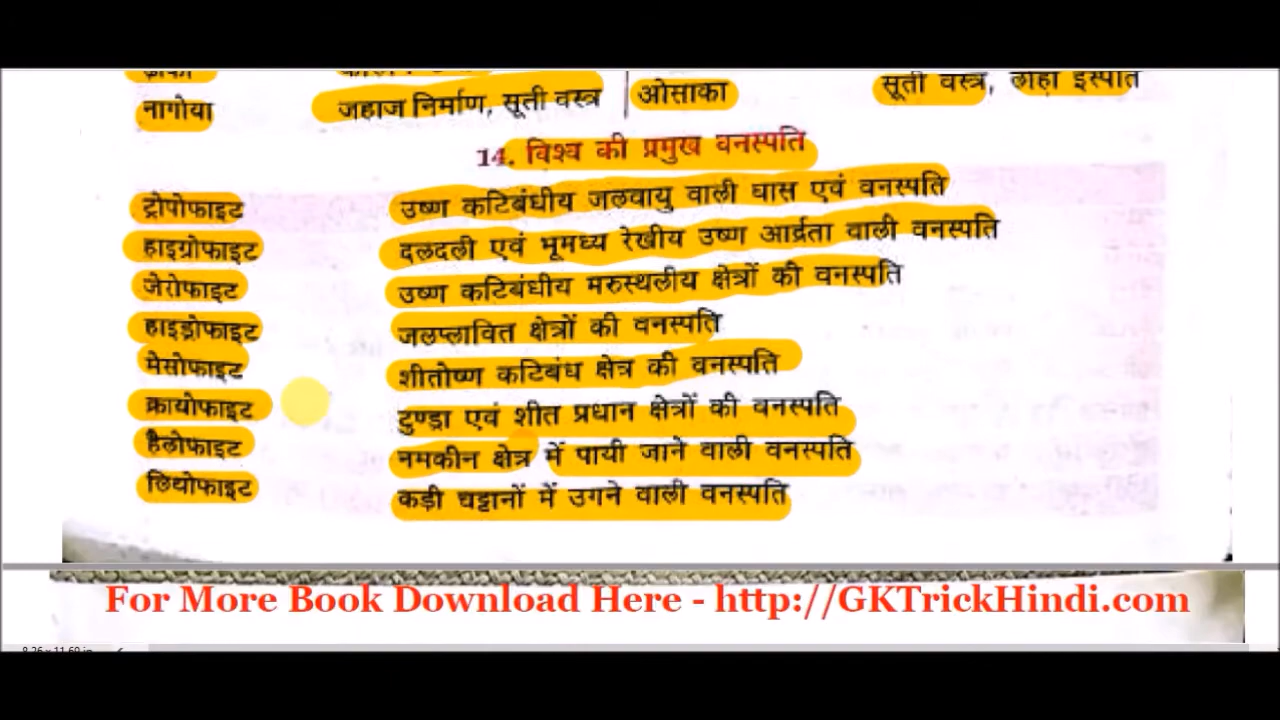 नागोया जहाज निर्माण, सूती वस्त्र ओसाका सूती वस्त्र, लोहा इस्पात
14. विश्व की प्रमुख वनस्पति
ट्रोपोफाइट उष्ण कटिबंधीय जलवायु वाली घास एवं वनस्पति
हाइग्रोफाइट दलदली एवं भूमध्य रेखीय उष्ण आर्द्रता वाली वनस्पति
जेरोफाइट उष्ण कटिबंधीय मरुस्थलीय क्षेत्रों की वनस्पति
हाइड्रोफाइट जलप्लावित क्षेत्रों की वनस्पति
मेसोफाइट शीतोष्ण कटिबंध क्षेत्र की वनस्पति
क्रायोफाइट टुण्ड्रा एवं शीत प्रधान क्षेत्रों की वनस्पति
हैलोफाइट नमकीन क्षेत्र में पायी जाने वाली वनस्पति
लिथोफाइट कड़ी चट्टानों में उगने वाली वनस्पति
For More Book Download Here - http://GKTrickHindi.com